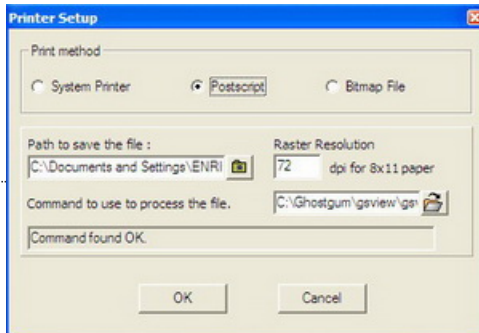 Printer Setup
Print method
System Printer Postscript Bitmap File
Path to save the file : Raster Resolution
C:\Documents and Settings\ENRI 72 dpi for 8x11 paper
Command to use to process the file. C:\Ghostgum\gsview\gsv
Command found OK.
OK Cancel